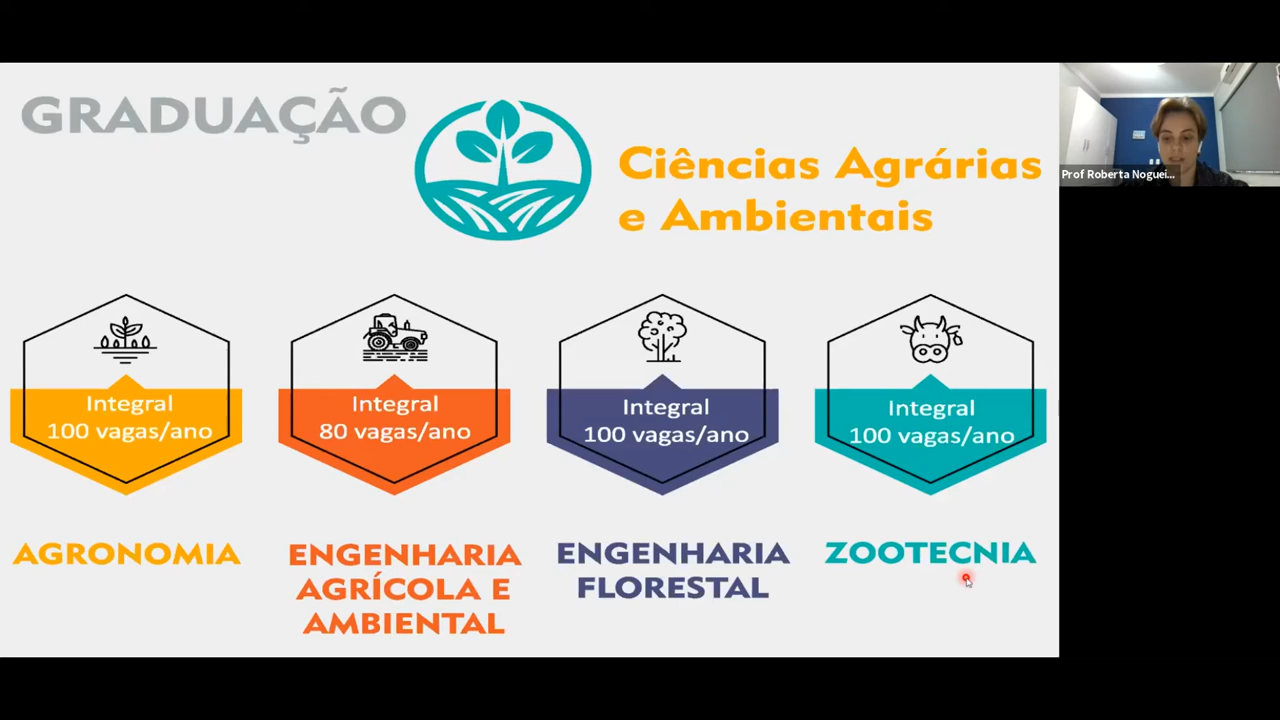 GRADUAÇÃO
Ciências Agrárias
e Ambientais
Prof Roberta Noguei...
Integral
100 vagas/ano
Integral
80 vagas/ano
Integral
100 vagas/ano
Integral
100 vagas/ano
AGRONOMIA
ENGENHARIA
AGRÍCOLA E
AMBIENTAL
ENGENHARIA
FLORESTAL
ZOOTECNIA